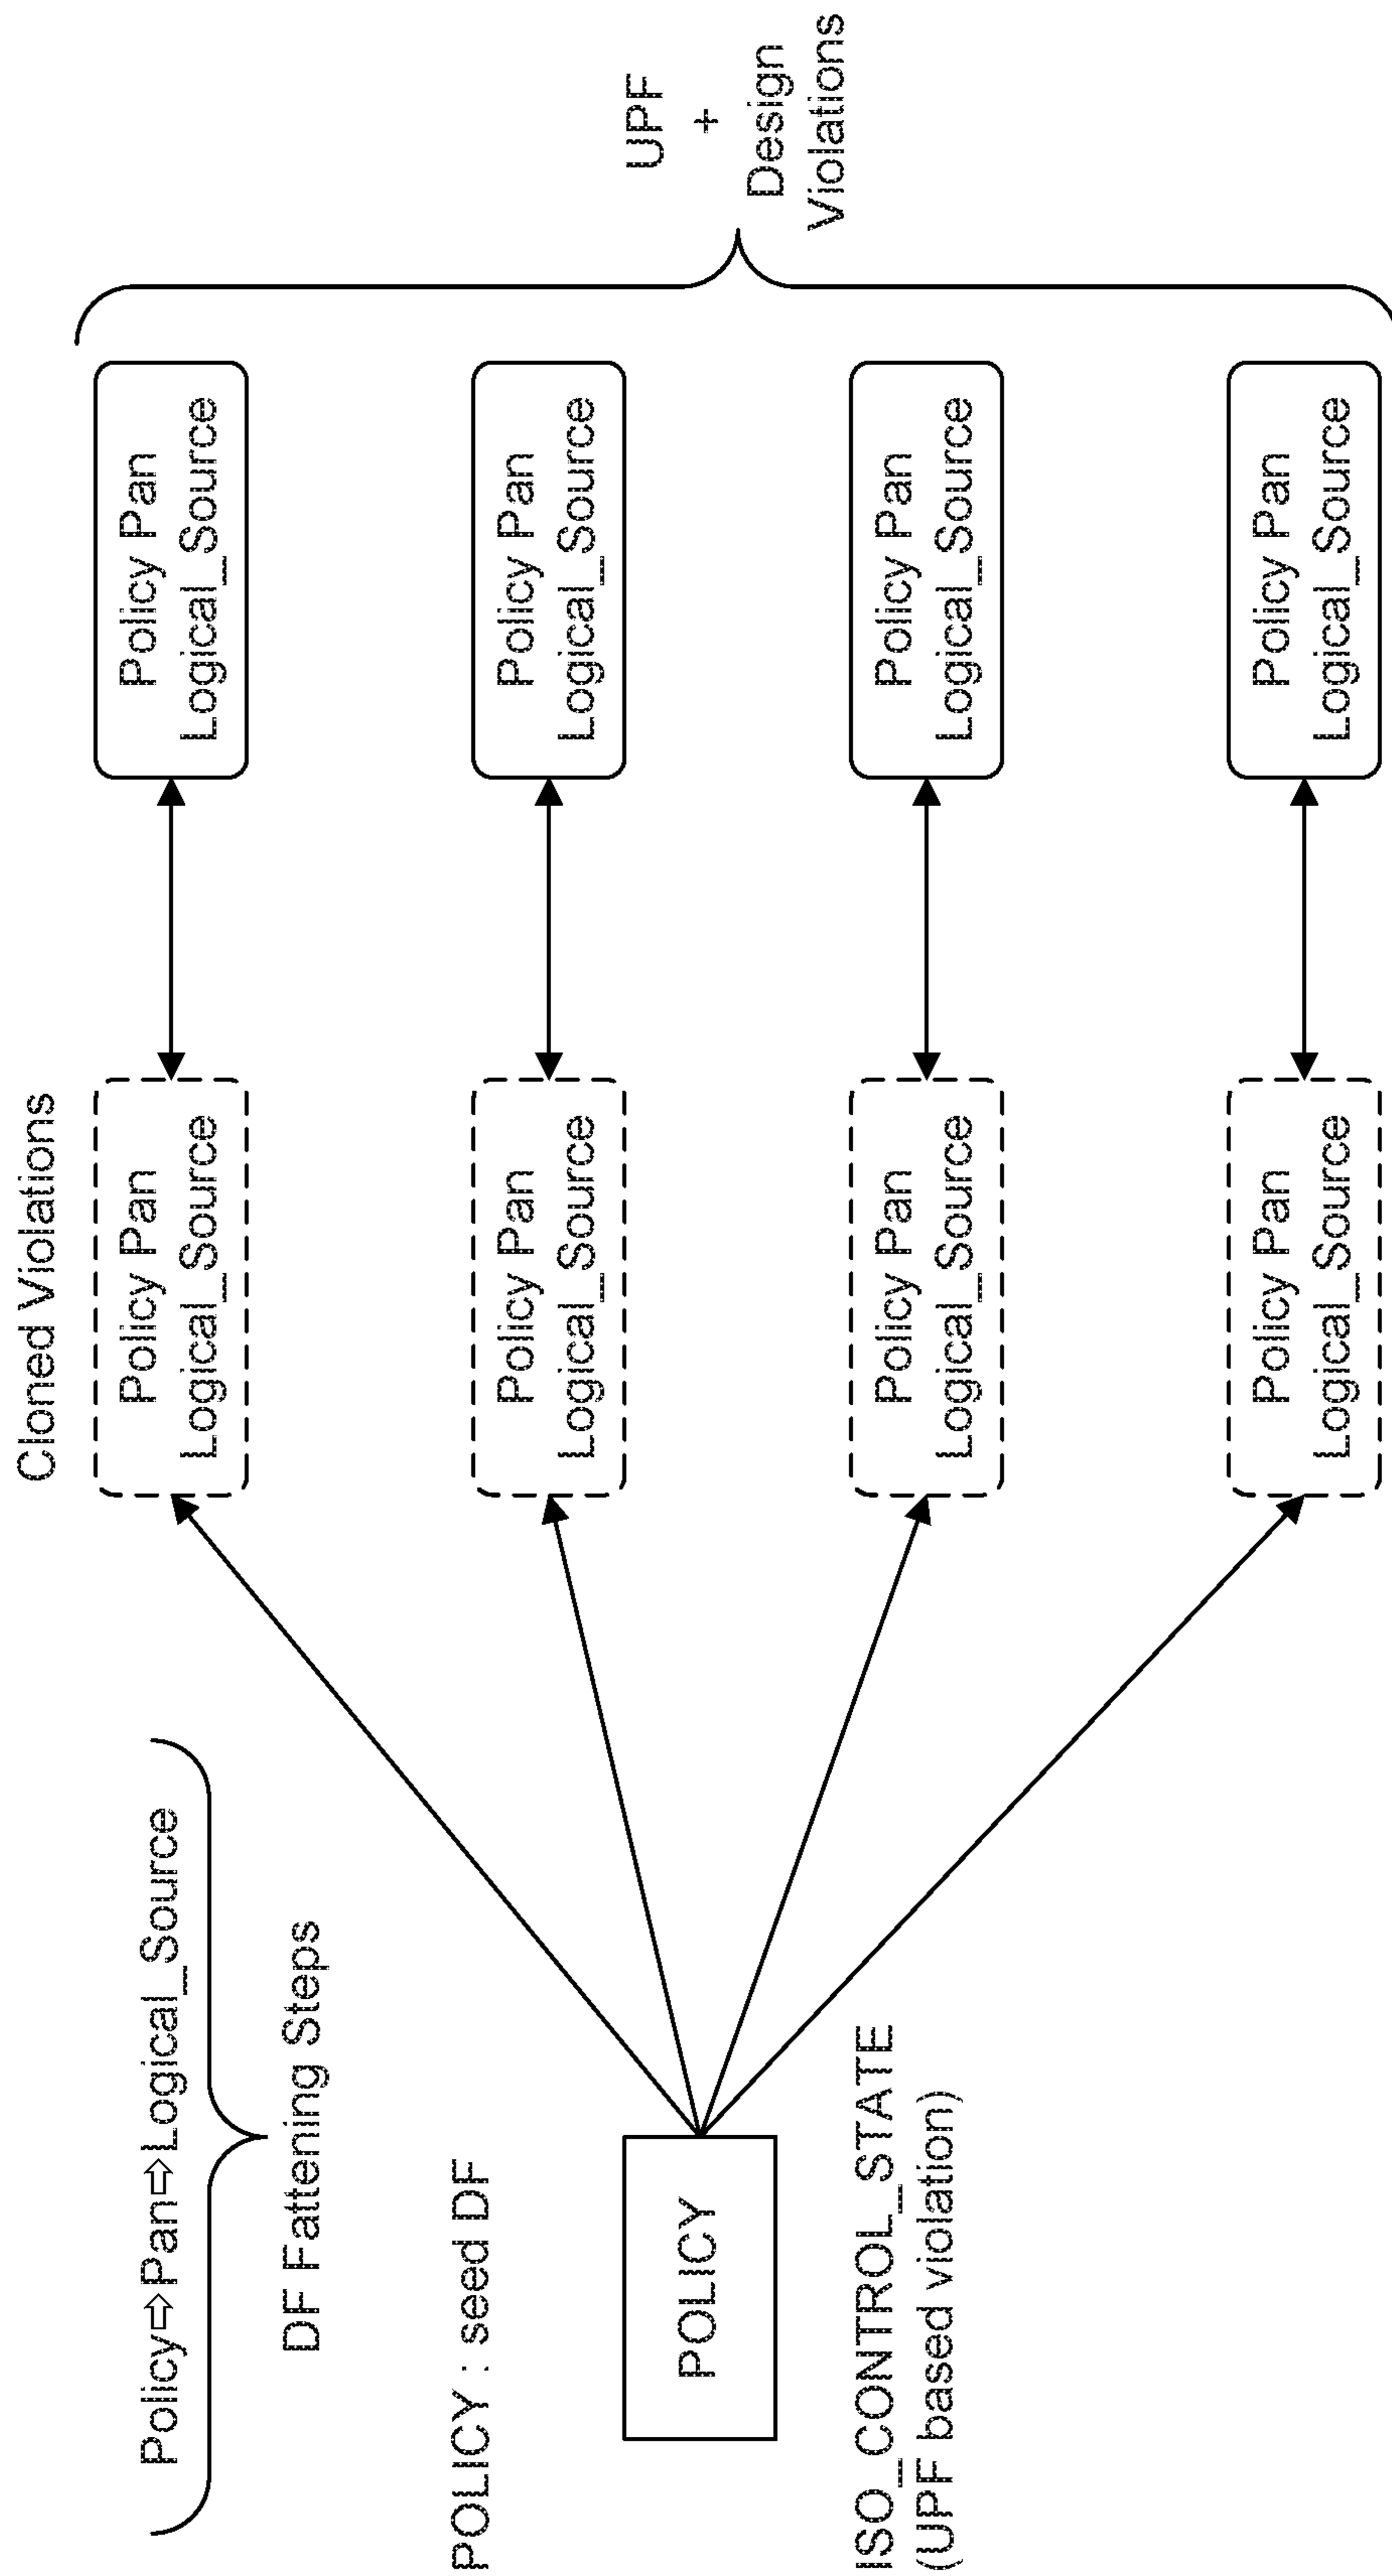 Policy⇨Pan⇨Logical_Source
DF Fattening Steps
POLICY : seed DF
POLICY
ISO_CONTROL_STATE
(UPF based violation)
Cloned Violations
Policy Pan
Logical_Source
Policy Pan
Logical_Source
Policy Pan
Logical_Source
Policy Pan
Logical_Source
Policy Pan
Logical_Source
Policy Pan
Logical_Source
Policy Pan
Logical_Source
Policy Pan
Logical_Source
UPF
+
Design
Violations